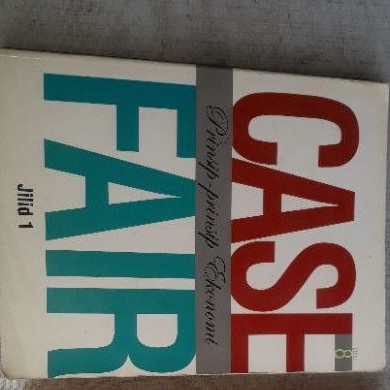 CASE
Prinsip-prinsip Ekonomi
FAIR
Jilid 1